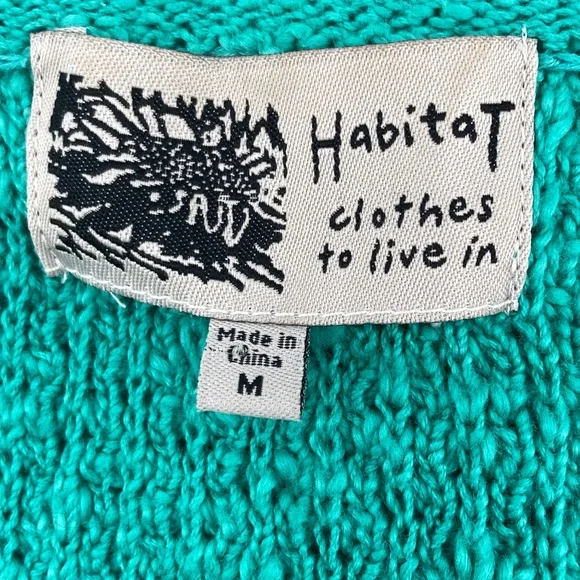 HabitaT
clothes
to live in
Made in
China
M